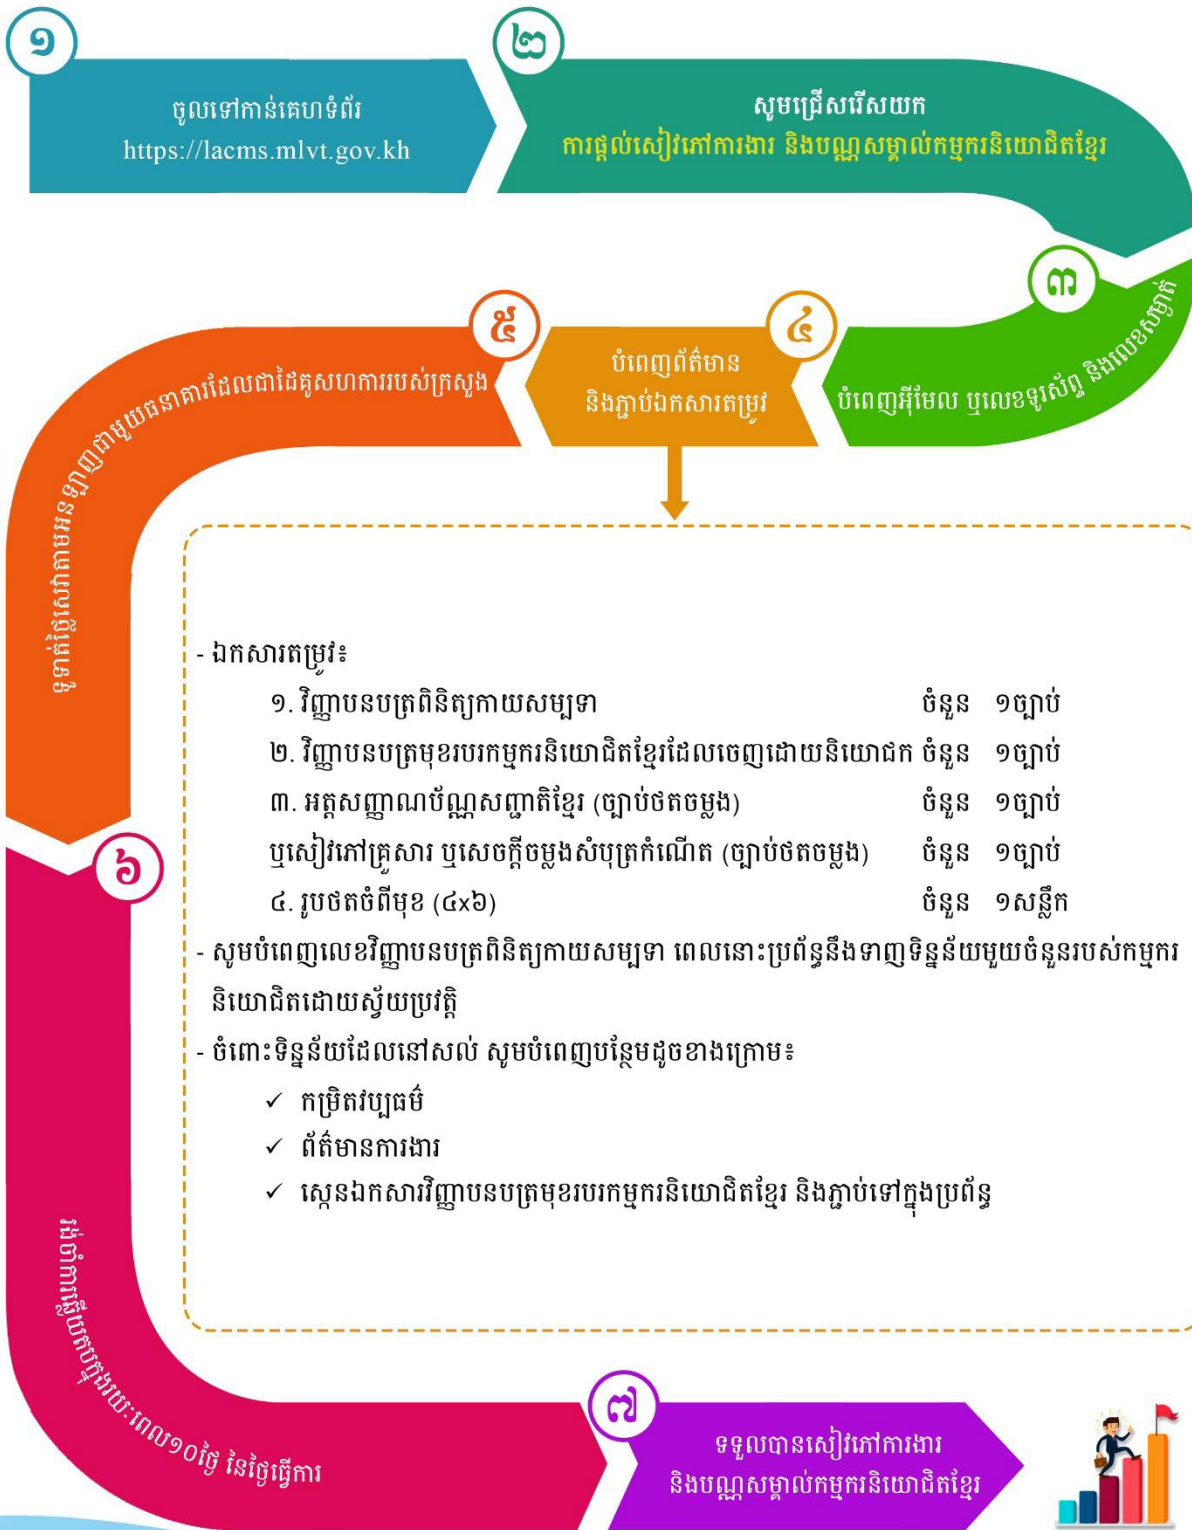 ១
ចូលទៅកាន់គេហទំព័រ
https://lacms.mlvt.gov.kh
២
សូមជ្រើសរើសយក
ការផ្តល់សៀវភៅការងារ និងបណ្ណសម្គាល់កម្មករនិយោជិតខ្មែរ
៣
បំពេញអ៊ីមែល ឬលេខទូរស័ព្ទ និងលេខសម្ងាត់
៤
បំពេញព័ត៌មាន
និងភ្ជាប់ឯកសារតម្រូវ
៥
ទូទាត់ថ្លៃសេវាតាមអនឡាញជាមួយធនាគារដែលជាដៃគូសហការរបស់ក្រសួង
- ឯកសារតម្រូវ៖
១. វិញ្ញាបនបត្រពិនិត្យកាយសម្បទា ចំនួន ១ច្បាប់
២. វិញ្ញាបនបត្រមុខរបរកម្មករនិយោជិតខ្មែរដែលចេញដោយនិយោជក ចំនួន ១ច្បាប់
៣. អត្តសញ្ញាណប័ណ្ណសញ្ជាតិខ្មែរ (ច្បាប់ថតចម្លង) ចំនួន ១ច្បាប់
ឬសៀវភៅគ្រួសារ ឬសេចក្តីចម្លងសំបុត្រកំណើត (ច្បាប់ថតចម្លង) ចំនួន ១ច្បាប់
៤. រូបថតចំពីមុខ (៤x៦) ចំនួន ១សន្លឹក
- សូមបំពេញលេខវិញ្ញាបនបត្រពិនិត្យកាយសម្បទា ពេលនោះប្រព័ន្ធនឹងទាញទិន្នន័យមួយចំនួនរបស់កម្មករ
និយោជិតដោយស្វ័យប្រវត្តិ
- ចំពោះទិន្នន័យដែលនៅសល់ សូមបំពេញបន្ថែមដូចខាងក្រោម៖
✓ កម្រិតវប្បធម៌
✓ ព័ត៌មានការងារ
✓ ស្កេនឯកសារវិញ្ញាបនបត្រមុខរបរកម្មករនិយោជិតខ្មែរ និងភ្ជាប់ទៅក្នុងប្រព័ន្ធ
៦
រង់ចាំការឆ្លើយតបក្នុងរយៈពេល១០ថ្ងៃ នៃថ្ងៃធ្វើការ
៧
ទទួលបានសៀវភៅការងារ
និងបណ្ណសម្គាល់កម្មករនិយោជិតខ្មែរ